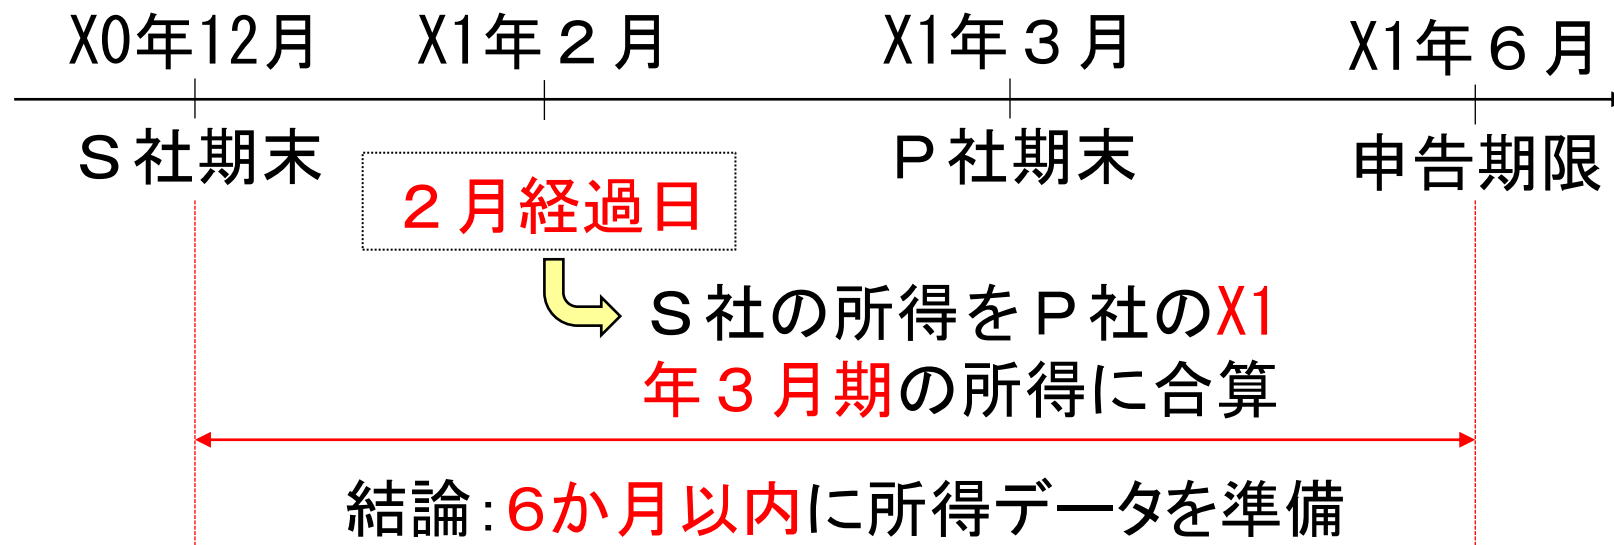 X0年12月
X1年２月
X1年３月
X1年６月
Ｓ社期末
Ｐ社期末
申告期限
２月経過日
Ｓ社の所得をＰ社のX1
年３月期の所得に合算
結論：６か月以内に所得データを準備